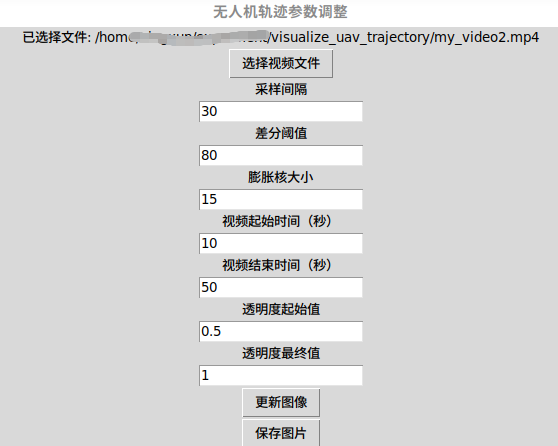 无人机轨迹参数调整
已选择文件: /home/visualize_uav_trajectory/my_video2.mp4
选择视频文件
采样间隔
30
差分阈值
80
膨胀核大小
15
视频起始时间（秒）
10
视频结束时间（秒）
50
透明度起始值
0.5
透明度最终值
1
更新图像
保存图片